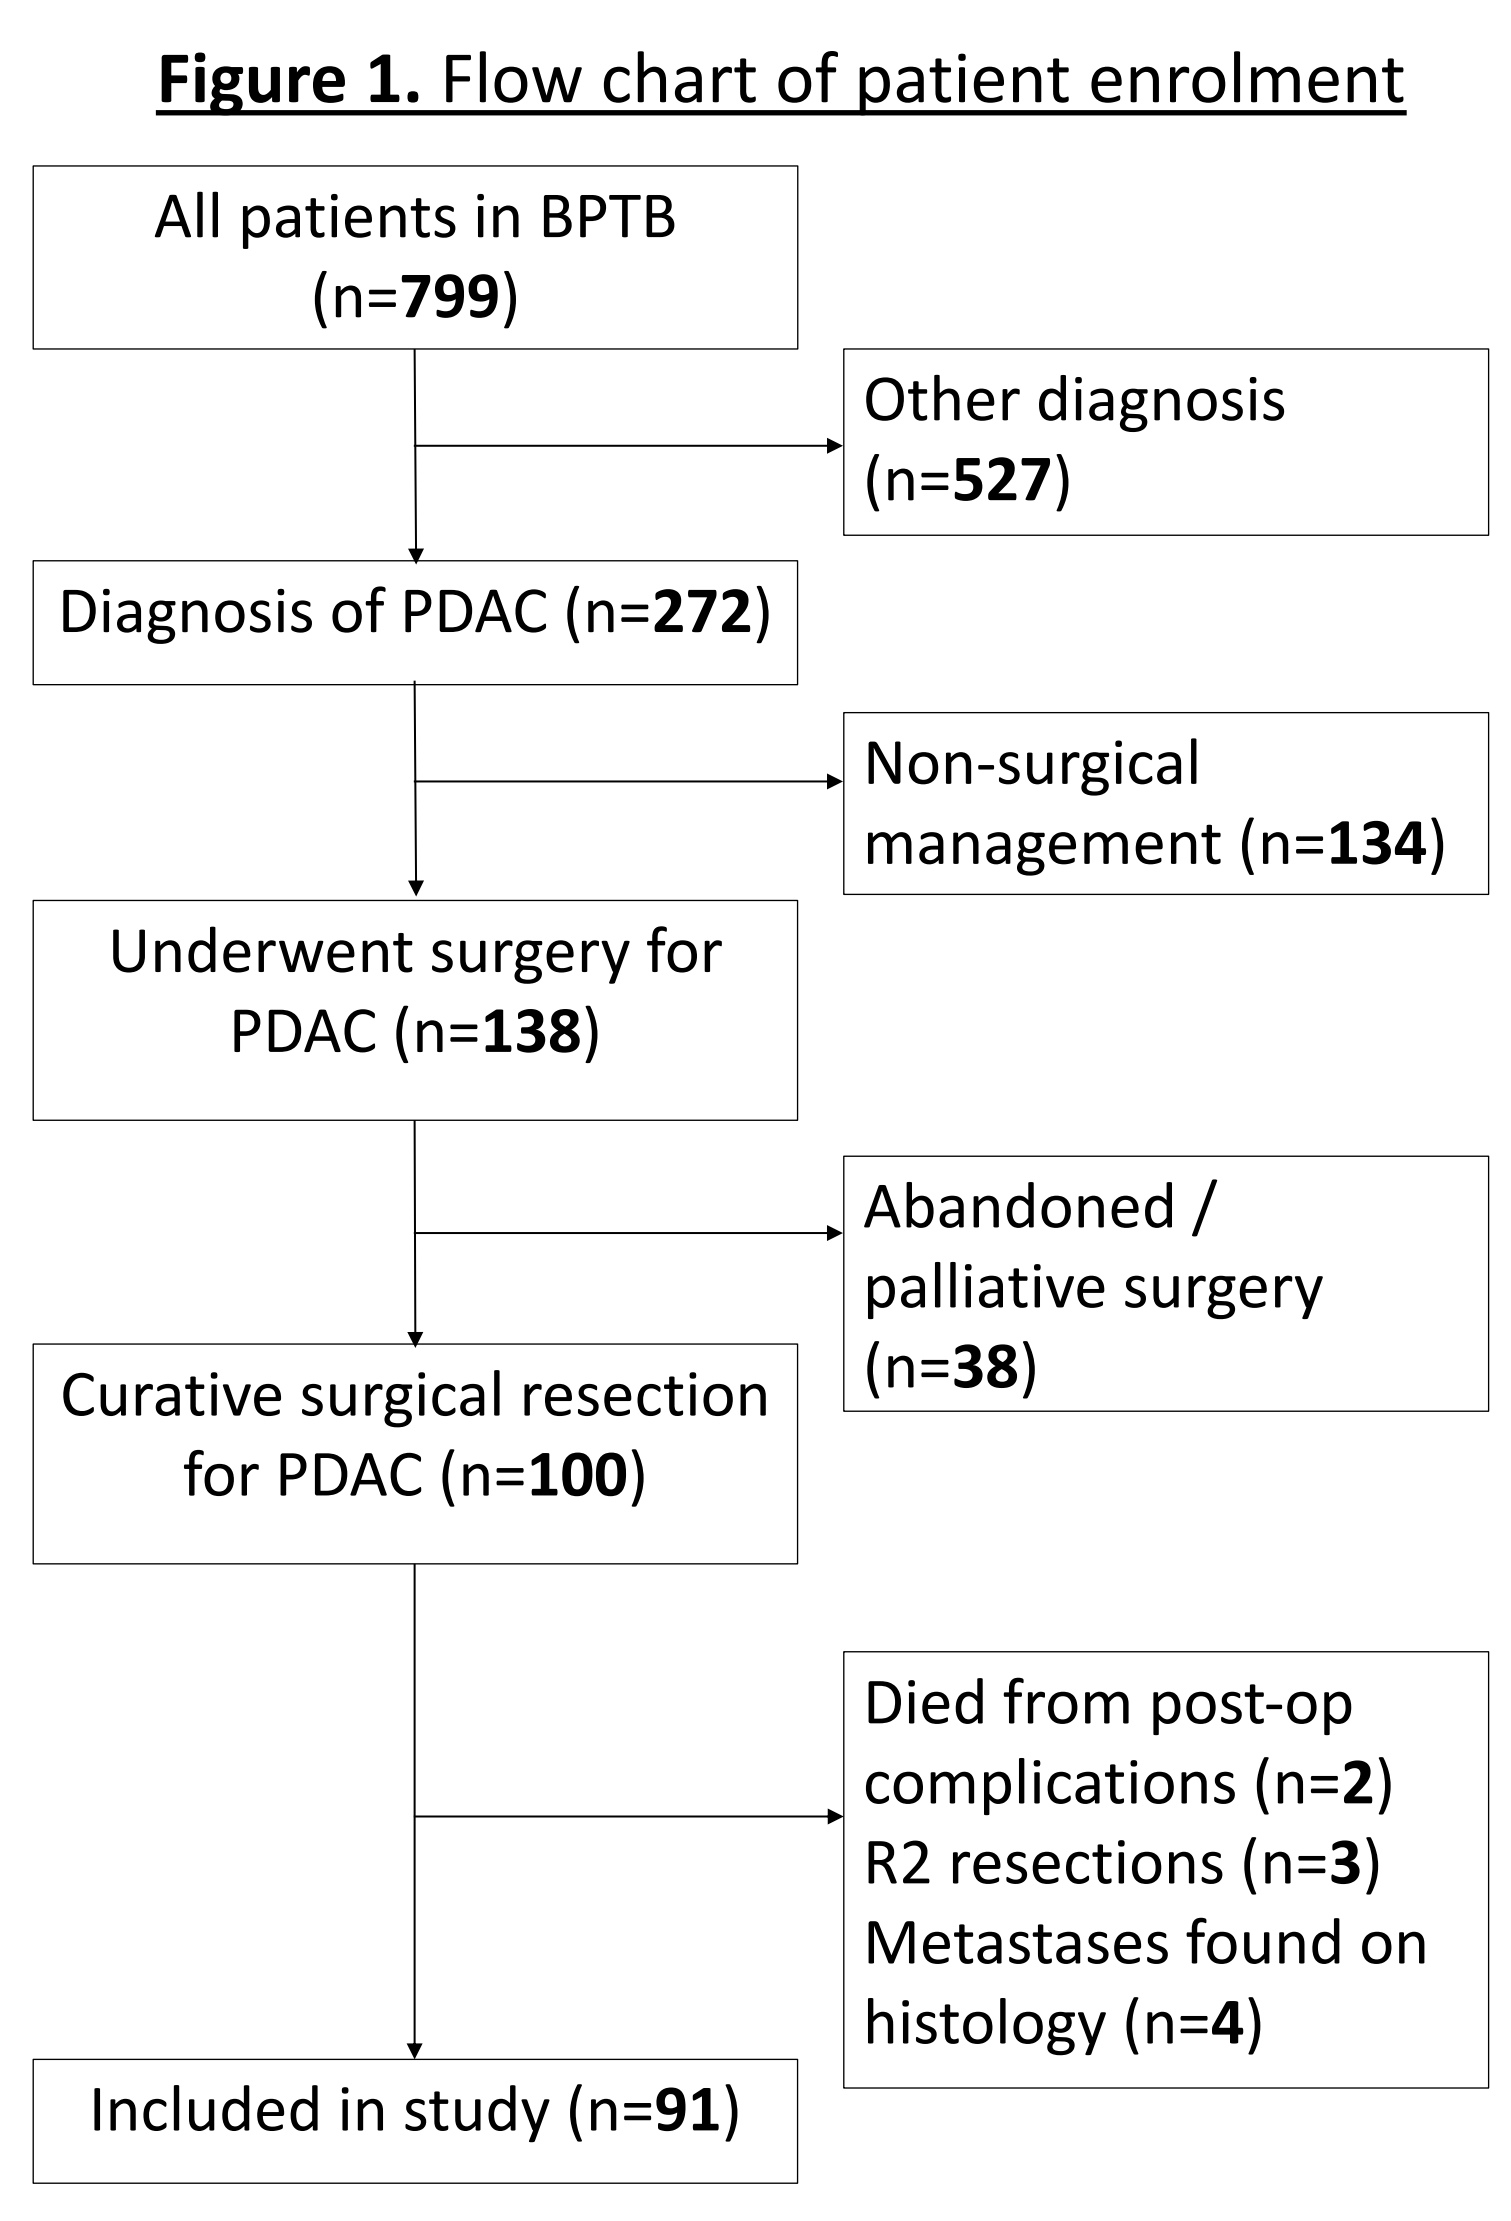 Figure 1. Flow chart of patient enrolment
All patients in BPTB
(n=799)
Other diagnosis
(n=527)
Diagnosis of PDAC (n=272)
Non-surgical
management (n=134)
Underwent surgery for
PDAC (n=138)
Abandoned /
palliative surgery
(n=38)
Curative surgical resection
for PDAC (n=100)
Died from post-op
complications (n=2)
R2 resections (n=3)
Metastases found on
histology (n=4)
Included in study (n=91)